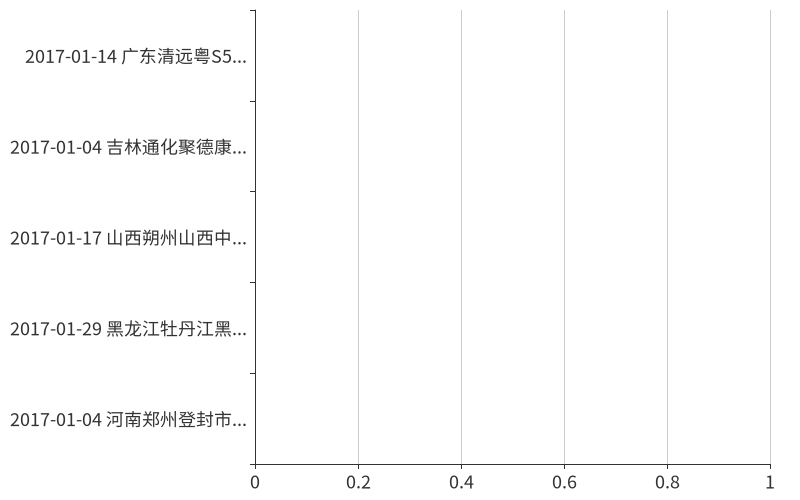 2017-01-14 广东清远粤S5...
2017-01-04 吉林通化聚德康...
2017-01-17 山西朔州山西中...
2017-01-29 黑龙江牡丹江黑...
2017-01-04 河南郑州登封市...
0 0.2 0.4 0.6 0.8 1